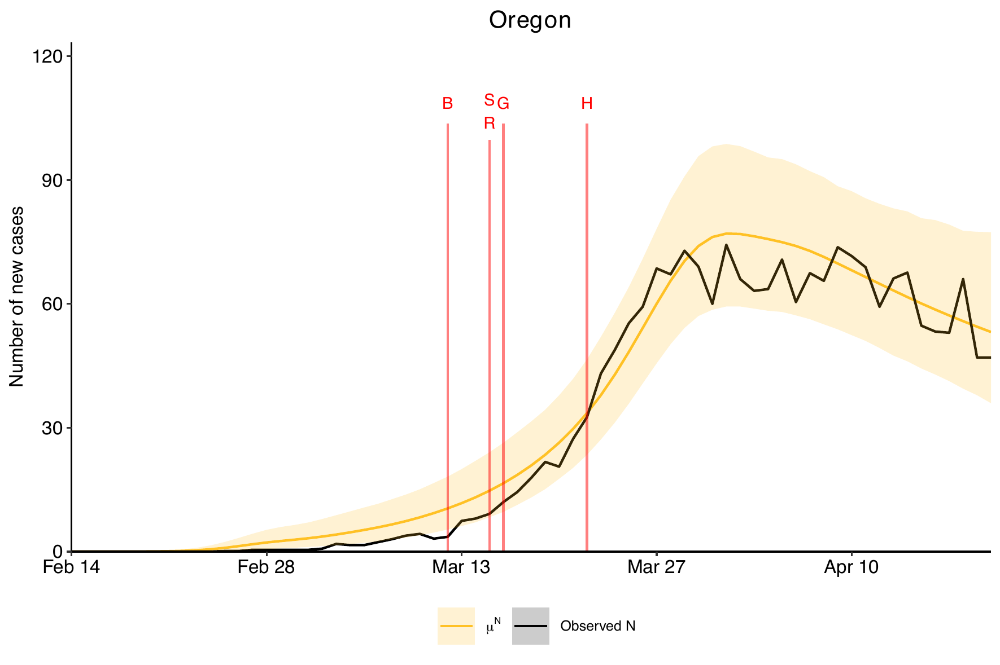 Oregon
120
90
60
30
0
Number of new cases
B
S G
R
H
Feb 14 Feb 28 Mar 13 Mar 27 Apr 10
μN Observed N